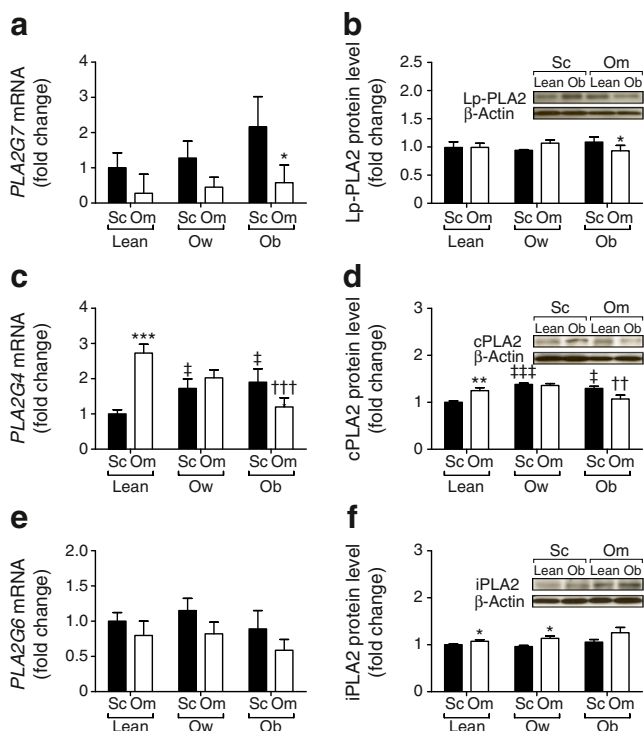 a
PLA2G7 mRNA
(fold change)
4
3
2
1
0
*
Sc Om Sc Om Sc Om
Lean Ow Ob
b
Lp-PLA2 protein level
(fold change)
2.0
1.5
1.0
0.5
0
Sc Om
Lean Ob Lean Ob
Lp-PLA2
β-Actin
*
Sc Om Sc Om Sc Om
Lean Ow Ob
c
PLA2G4 mRNA
(fold change)
4
3
2
1
0
***
‡
‡
†††
Sc Om Sc Om Sc Om
Lean Ow Ob
d
cPLA2 protein level
(fold change)
3
2
1
0
Sc Om
Lean Ob Lean Ob
cPLA2
β-Actin
**
‡‡‡
‡
††
Sc Om Sc Om Sc Om
Lean Ow Ob
e
PLA2G6 mRNA
(fold change)
2.0
1.5
1.0
0.5
0
Sc Om Sc Om Sc Om
Lean Ow Ob
f
iPLA2 protein level
(fold change)
3
2
1
0
Sc Om
Lean Ob Lean Ob
iPLA2
β-Actin
*
*
Sc Om Sc Om Sc Om
Lean Ow Ob